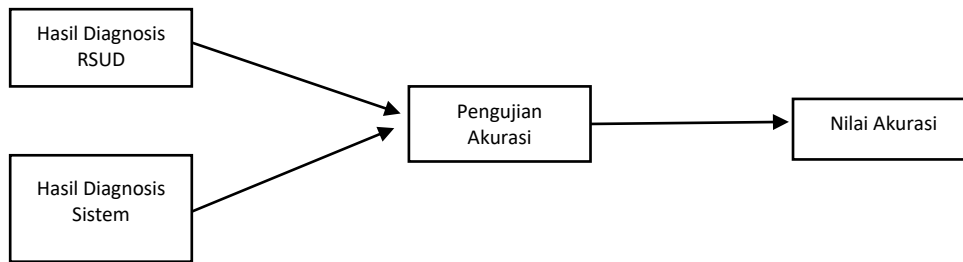 Hasil Diagnosis
RSUD
Pengujian
Akurasi
Nilai Akurasi
Hasil Diagnosis
Sistem